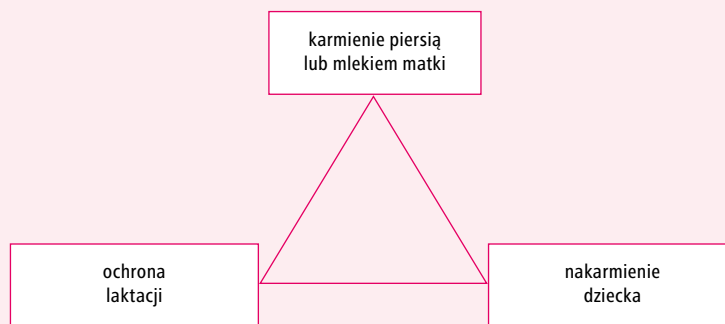 karmienie piersią
lub mlekiem matki
ochrona
laktacji
nakarmienie
dziecka